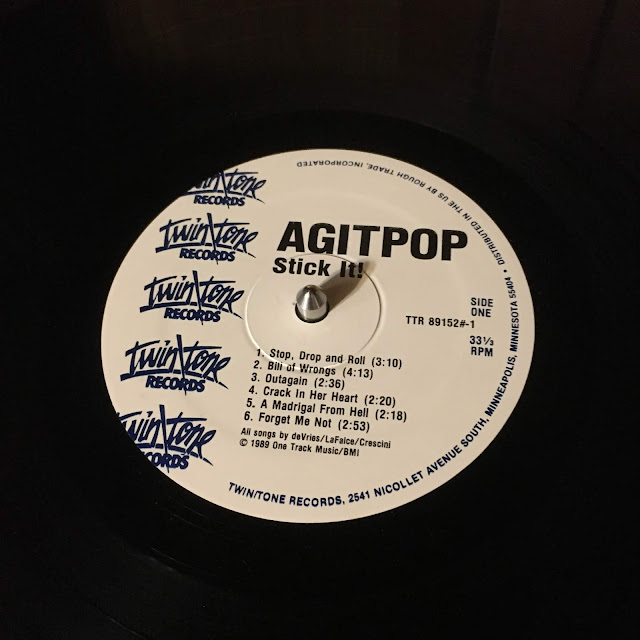 DISTRIBUTED IN THE US BY ROUGH TRADE, INCORPORATED
twin\tone
RECORDS
twin\tone
RECORDS
twin\tone
RECORDS
twin\tone
RECORDS
twin\tone
RECORDS
AGITPOP
Stick It!
TTR 89152#-1
SIDE
ONE
33⅓
RPM
1. Stop, Drop and Roll (3:10)
2. Bill of Wrongs (4:13)
3. Outagain (2:36)
4. Crack In Her Heart (2:20)
5. A Madrigal From Hell (2:18)
6. Forget Me Not (2:53)
All songs by deVries/LaFalce/Crescini
© 1989 One Track Music/BMI
TWIN/TONE RECORDS, 2541 NICOLLET AVENUE SOUTH, MINNEAPOLIS, MINNESOTA 55404 •